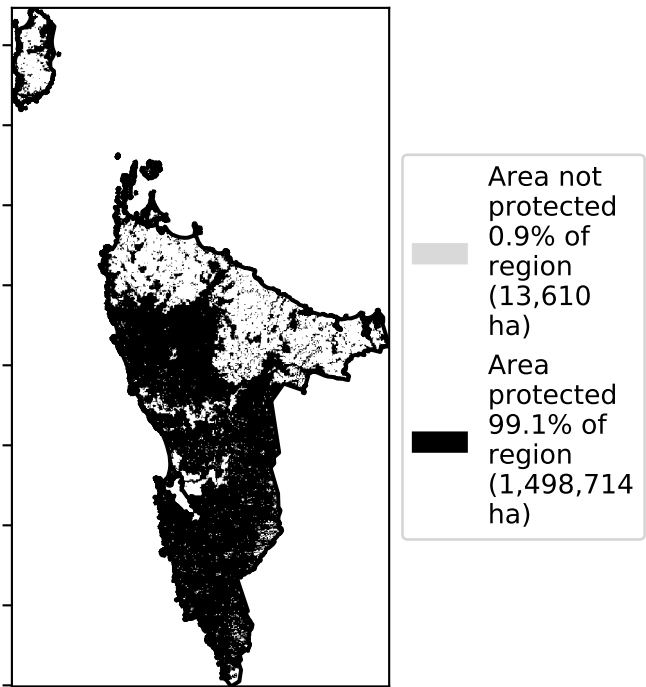 Area not
protected
0.9% of
region
(13,610
ha)
Area
protected
99.1% of
region
(1,498,714
ha)